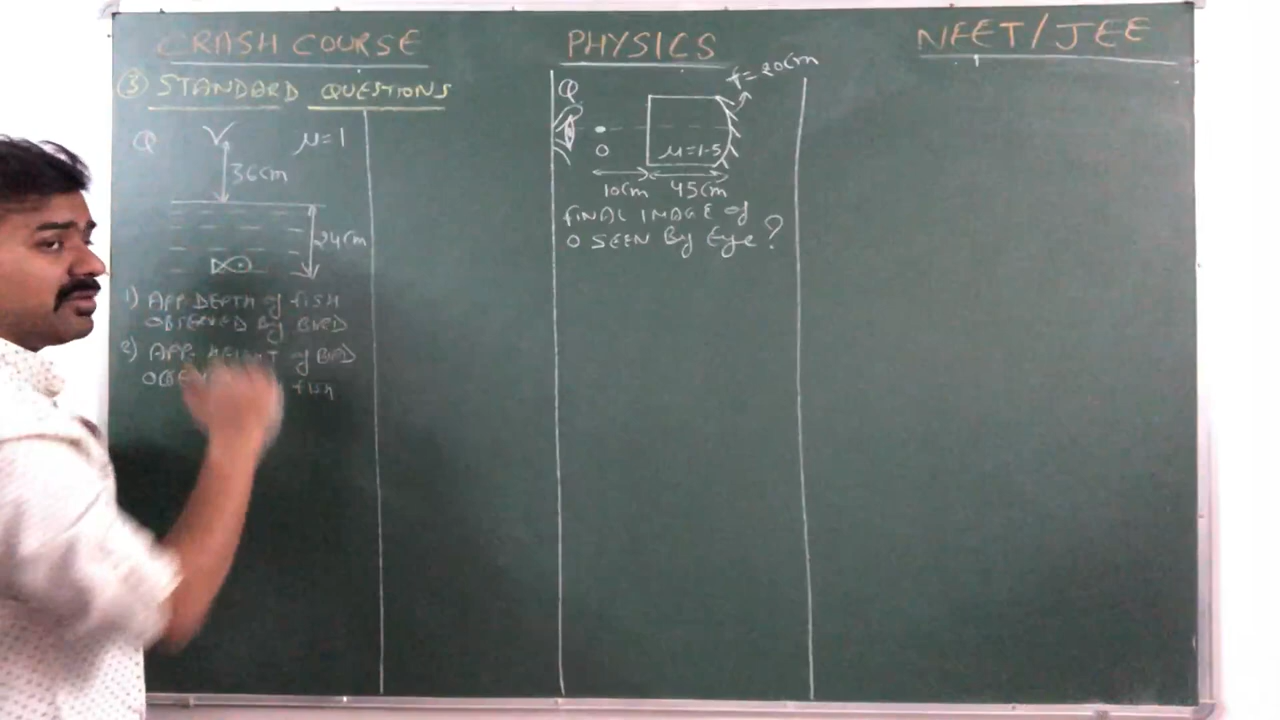 CRASH COURSE
PHYSICS
NEET/JEE
③ STANDARD QUESTIONS
Q
μ=1
36cm
24cm
1) APP. DEPTH of fISH
OBSERVED By BIRD
2) APP. HEIGHT of BIRD
fISH
Q
f=20cm
O
μ=1.5
10cm 45cm
fINAL IMAGE of
O SEEN By Eye?